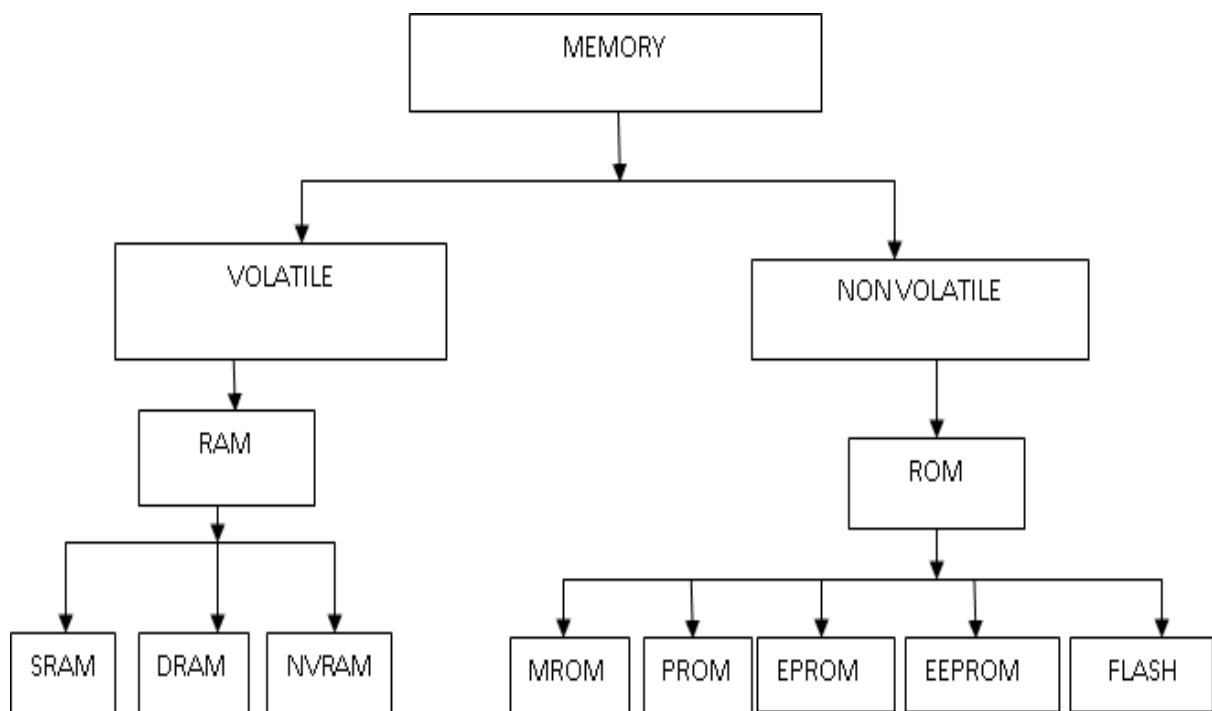 MEMORY
VOLATILE
NON VOLATILE
RAM
ROM
SRAM
DRAM
NVRAM
MROM
PROM
EPROM
EEPROM
FLASH